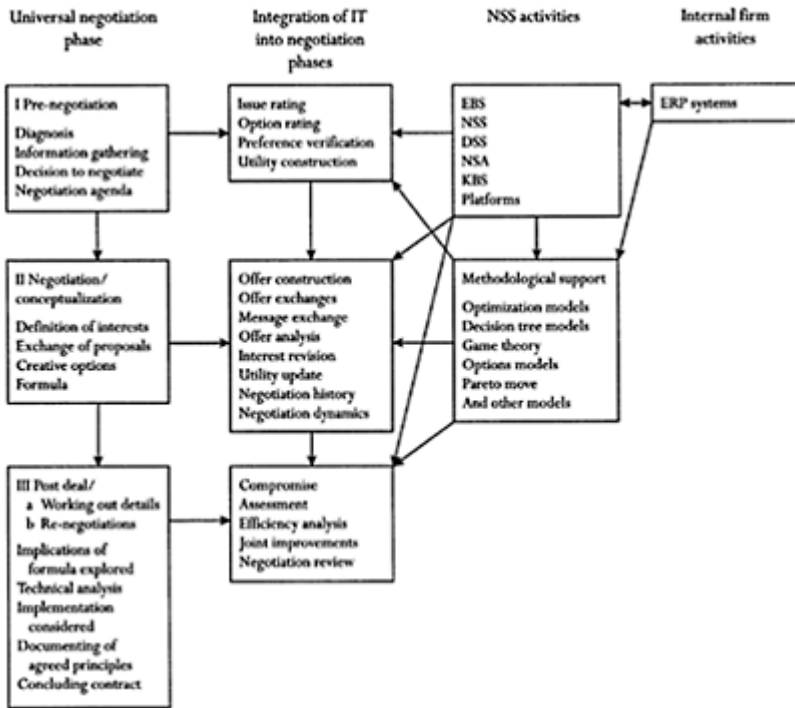 Universal negotiation
phase
Integration of IT
into negotiation
phases
NSS activities
Internal firm
activities
I Pre-negotiation
Diagnosis
Information gathering
Decision to negotiate
Negotiation agenda
Issue rating
Option rating
Preference verification
Utility construction
EBS
NSS
DSS
NSA
KBS
Platforms
ERP systems
II Negotiation/
conceptualization
Definition of interests
Exchange of proposals
Creative options
Formula
Offer construction
Offer exchanges
Message exchange
Offer analysis
Interest revision
Utility update
Negotiation history
Negotiation dynamics
Methodological support
Optimization models
Decision tree models
Game theory
Options models
Pareto move
And other models
III Post deal/
a Working out details
b Re-negotiations
Implications of
formula explored
Technical analysis
Implementation
considered
Documenting of
agreed principles
Concluding contract
Compromise
Assessment
Efficiency analysis
Joint improvements
Negotiation review